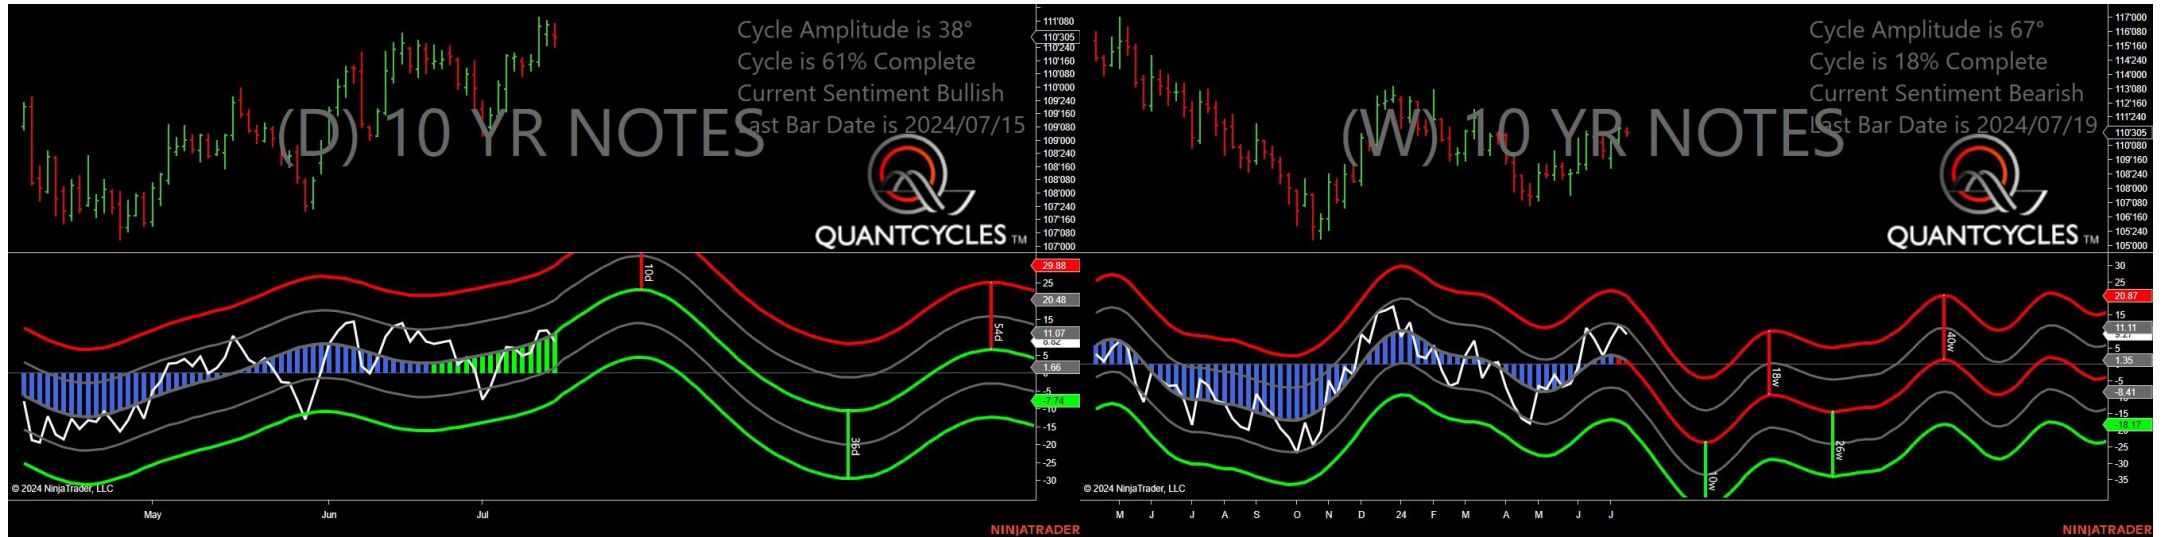 Cycle Amplitude is 38°
Cycle is 61% Complete
Current Sentiment Bullish
Last Bar Date is 2024/07/15
(D) 10 YR NOTES
QUANTCYCLES TM
111'080
110'305
110'240
110'160
110'080
110'000
109'240
109'160
109'080
109'000
108'240
108'160
108'080
108'000
107'240
107'160
107'080
107'000
10d
36d
54d
29.88
25
20.48
15
11.07
8.82
5
1.66
-5
-7.74
-10
-15
-20
-25
-30
© 2024 NinjaTrader, LLC
May
Jun
Jul
NINJATRADER
Cycle Amplitude is 67°
Cycle is 18% Complete
Current Sentiment Bearish
Last Bar Date is 2024/07/19
(W) 10 YR NOTES
QUANTCYCLES TM
117'000
116'080
115'160
114'240
114'000
113'080
112'160
111'240
110'305
110'080
109'160
108'240
108'000
107'080
106'160
105'240
105'000
10w
18w
26w
40w
30
20.87
15
11.11
5
1.35
-5
-8.41
-15
-18.17
-25
-30
-35
© 2024 NinjaTrader, LLC
M
J
J
A
S
O
N
D
24
F
M
A
M
J
J
NINJATRADER